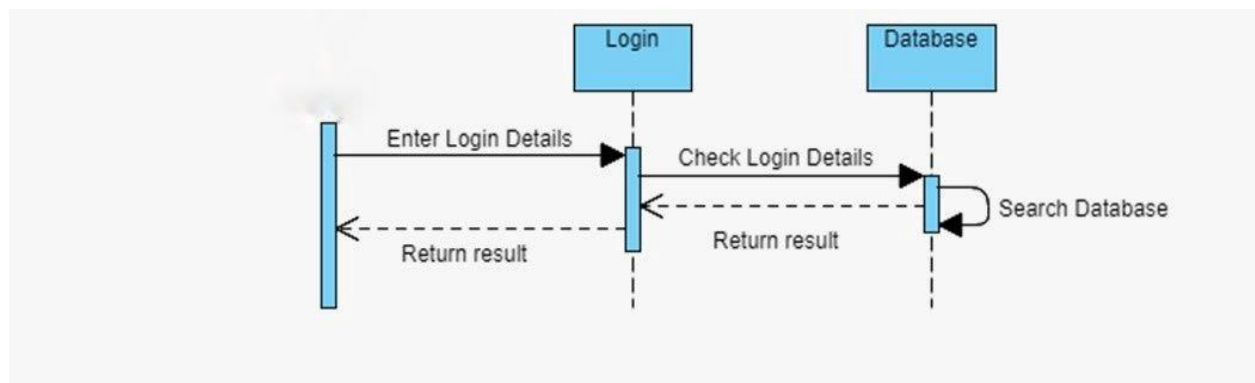 Login
Database
Enter Login Details
Check Login Details
Search Database
Return result
Return result